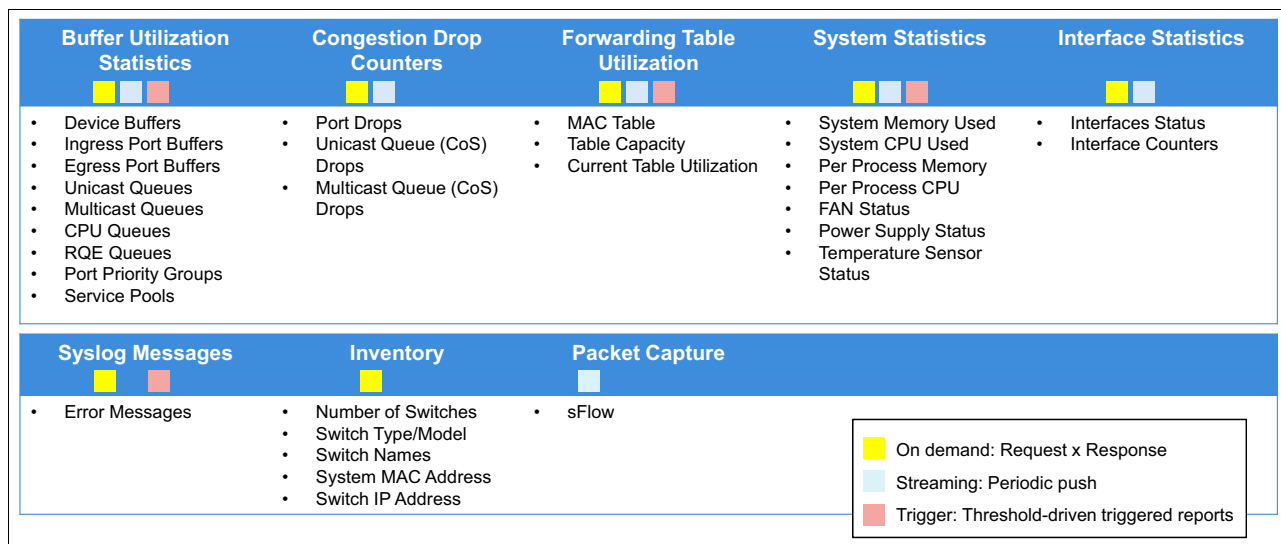 Buffer Utilization
Statistics
Congestion Drop
Counters
Forwarding Table
Utilization
System Statistics
Interface Statistics
• Device Buffers
• Ingress Port Buffers
• Egress Port Buffers
• Unicast Queues
• Multicast Queues
• CPU Queues
• RQE Queues
• Port Priority Groups
• Service Pools
• Port Drops
• Unicast Queue (CoS)
Drops
• Multicast Queue (CoS)
Drops
• MAC Table
• Table Capacity
• Current Table Utilization
• System Memory Used
• System CPU Used
• Per Process Memory
• Per Process CPU
• FAN Status
• Power Supply Status
• Temperature Sensor
Status
• Interfaces Status
• Interface Counters
Syslog Messages
Inventory
Packet Capture
• Error Messages
• Number of Switches
• Switch Type/Model
• Switch Names
• System MAC Address
• Switch IP Address
• sFlow
On demand: Request x Response
Streaming: Periodic push
Trigger: Threshold-driven triggered reports